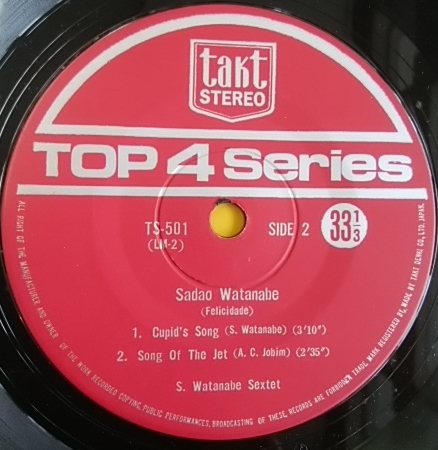 takt
STEREO
TOP 4 Series
TS-501
(LM-2)
SIDE 2
33 1/3
Sadao Watanabe
(Felicidade)
1. Cupid's Song (S. Watanabe) (3′10″)
2. Song Of The Jet (A. C. Jobim) (2′35″)
S. Watanabe Sextet
ALL RIGHT OF THE MANUFACTURER AND OWNER OF THE WORK RECORDED COPYING, PUBLIC PERFORMANCES, BROADCASTING OF THESE, RECORDS ARE FORBIDDEN TRADE MARK REGISTERED BY, MADE BY TAKT DENKI CO., LTD. JAPAN.